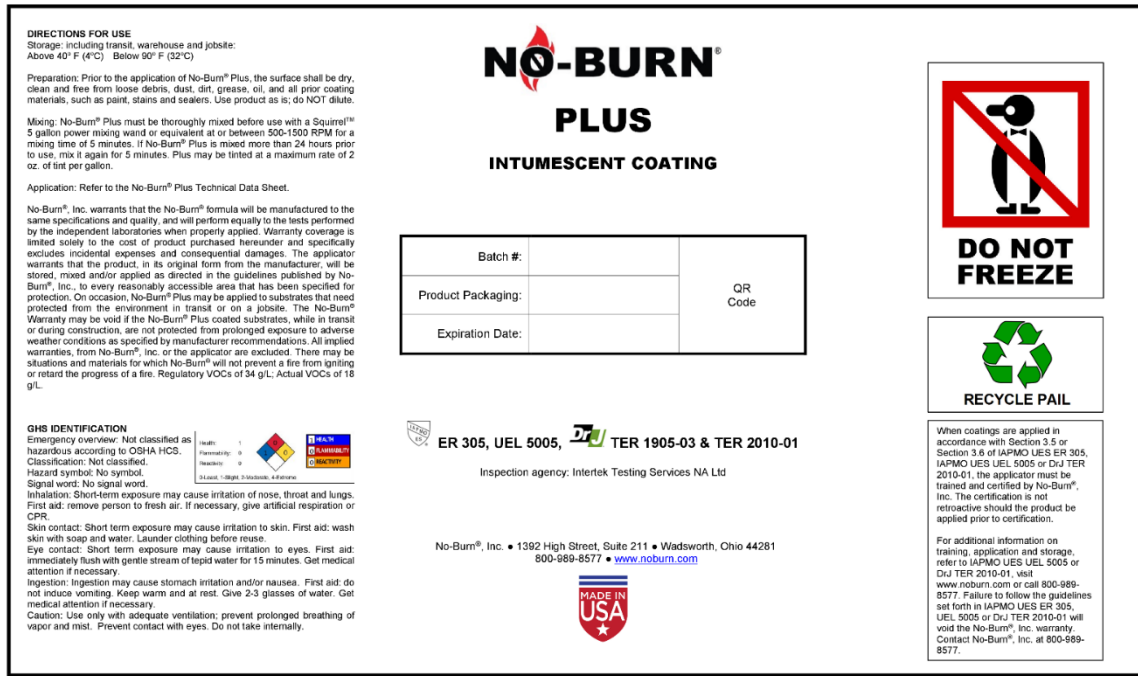 DIRECTIONS FOR USE
Storage: including transit, warehouse and jobsite:
Above 40° F (4°C) Below 90° F (32°C)
Preparation: Prior to the application of No-Burn® Plus, the surface shall be dry,
clean and free from loose debris, dust, dirt, grease, oil, and all prior coating
materials, such as paint, stains and sealers. Use product as is; do NOT dilute.
Mixing: No-Burn® Plus must be thoroughly mixed before use with a Squirrel™
5 gallon power mixing wand or equivalent at or between 500-1500 RPM for a
mixing time of 5 minutes. If No-Burn® Plus is mixed more than 24 hours prior
to use, mix it again for 5 minutes. Plus may be tinted at a maximum rate of 2
oz. of tint per gallon.
Application: Refer to the No-Burn® Plus Technical Data Sheet.
No-Burn®, Inc. warrants that the No-Burn® formula will be manufactured to the
same specifications and quality, and will perform equally to the tests performed
by the independent laboratories when properly applied. Warranty coverage is
limited solely to the cost of product purchased hereunder and specifically
excludes incidental expenses and consequential damages. The applicator
warrants that the product, in its original form from the manufacturer, will be
stored, mixed and/or applied as directed in the guidelines published by No-
Burn®, Inc., to every reasonably accessible area that has been specified for
protection. On occasion, No-Burn® Plus may be applied to substrates that need
protected from the environment in transit or on a jobsite. The No-Burn®
Warranty may be void if the No-Burn® Plus coated substrates, while in transit
or during construction, are not protected from prolonged exposure to adverse
weather conditions as specified by manufacturer recommendations. All implied
warranties, from No-Burn®, Inc. or the applicator are excluded. There may be
situations and materials for which No-Burn® will not prevent a fire from igniting
or retard the progress of a fire. Regulatory VOCs of 34 g/L; Actual VOCs of 18
g/L.
GHS IDENTIFICATION
Emergency overview: Not classified as
hazardous according to OSHA HCS.
Classification: Not classified.
Hazard symbol: No symbol.
Signal word: No signal word.
Health: 1
Flammability: 0
Reactivity: 0
0-Least, 1-Slight, 2-Moderate, 4-Extreme
1 HEALTH
0 FLAMMABILITY
0 REACTIVITY
Inhalation: Short-term exposure may cause irritation of nose, throat and lungs.
First aid: remove person to fresh air. If necessary, give artificial respiration or
CPR.
Skin contact: Short term exposure may cause irritation to skin. First aid: wash
skin with soap and water. Launder clothing before reuse.
Eye contact: Short term exposure may cause irritation to eyes. First aid:
immediately flush with gentle stream of tepid water for 15 minutes. Get medical
attention if necessary.
Ingestion: Ingestion may cause stomach irritation and/or nausea. First aid: do
not induce vomiting. Keep warm and at rest. Give 2-3 glasses of water. Get
medical attention if necessary.
Caution: Use only with adequate ventilation; prevent prolonged breathing of
vapor and mist. Prevent contact with eyes. Do not take internally.
NO-BURN®
PLUS
INTUMESCENT COATING
Batch #:
Product Packaging:
Expiration Date:
QR
Code
ER 305, UEL 5005, DrJ TER 1905-03 & TER 2010-01
Inspection agency: Intertek Testing Services NA Ltd
No-Burn®, Inc. ● 1392 High Street, Suite 211 ● Wadsworth, Ohio 44281
800-989-8577 ● www.noburn.com
MADE IN
USA
DO NOT
FREEZE
RECYCLE PAIL
When coatings are applied in
accordance with Section 3.5 or
Section 3.6 of IAPMO UES ER 305,
IAPMO UES UEL 5005 or DrJ TER
2010-01, the applicator must be
trained and certified by No-Burn®,
Inc. The certification is not
retroactive should the product be
applied prior to certification.
For additional information on
training, application and storage,
refer to IAPMO UES UEL 5005 or
DrJ TER 2010-01, visit
www.noburn.com or call 800-989-
8577. Failure to follow the guidelines
set forth in IAPMO UES ER 305,
UEL 5005 or DrJ TER 2010-01 will
void the No-Burn®, Inc. warranty.
Contact No-Burn®, Inc. at 800-989-
8577.